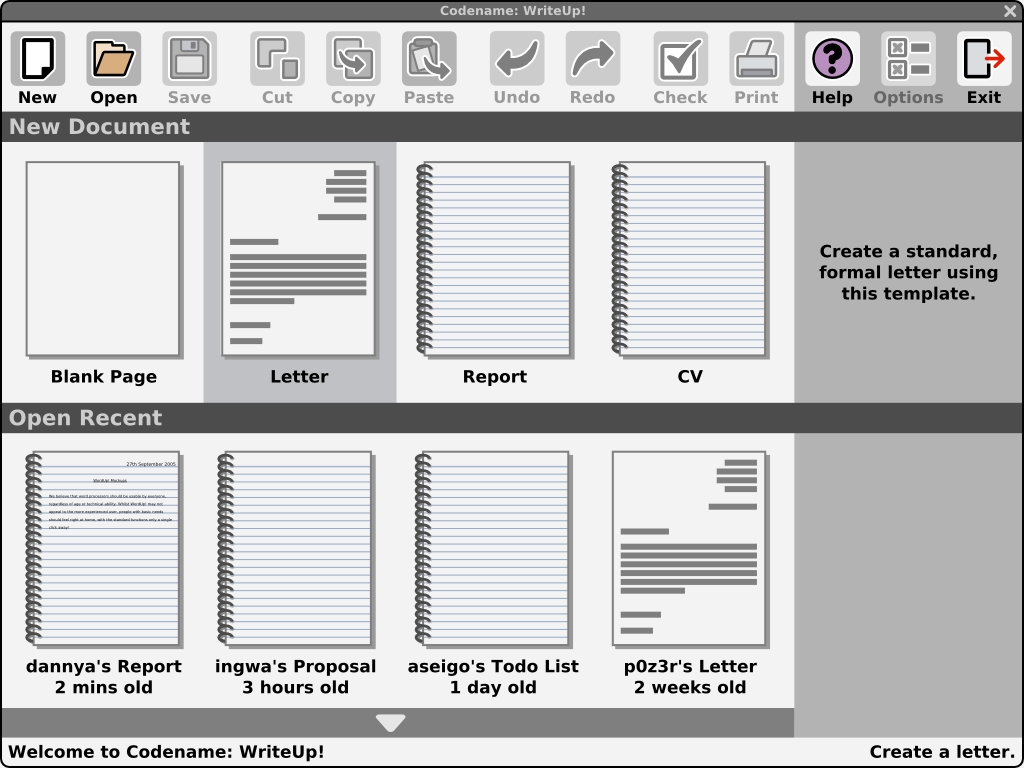 Codename: WriteUp!
New
Open
Save
Cut
Copy
Paste
Undo
Redo
Check
Print
Help
Options
Exit
New Document
Blank Page
Letter
Report
CV
Create a standard,
formal letter using
this template.
Open Recent
27th September 2005
WordUp! Mockups
We believe that word processors should be usable by everyone,
regardless of age or technical ability. Whilst WordUp! may not
appeal to the more experienced user, people with basic needs
should feel right at home, with the standard functions only a single
click away!
dannya's Report
2 mins old
ingwa's Proposal
3 hours old
aseigo's Todo List
1 day old
p0z3r's Letter
2 weeks old
Welcome to Codename: WriteUp!
Create a letter.